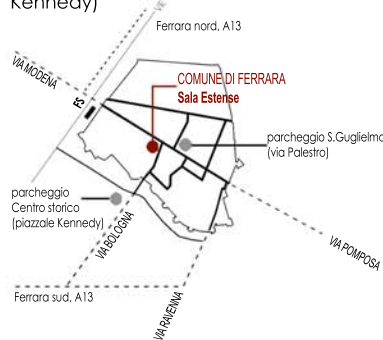 Kennedy)
Ferrara nord, A13
VIA MODENA
FS
COMUNE DI FERRARA
Sala Estense
parcheggio S.Guglielmo
(via Palestro)
parcheggio
Centro storico
(piazzale Kennedy)
VIA BOLOGNA
VIA POMPOSA
Ferrara sud, A13
VIA RAVENNA